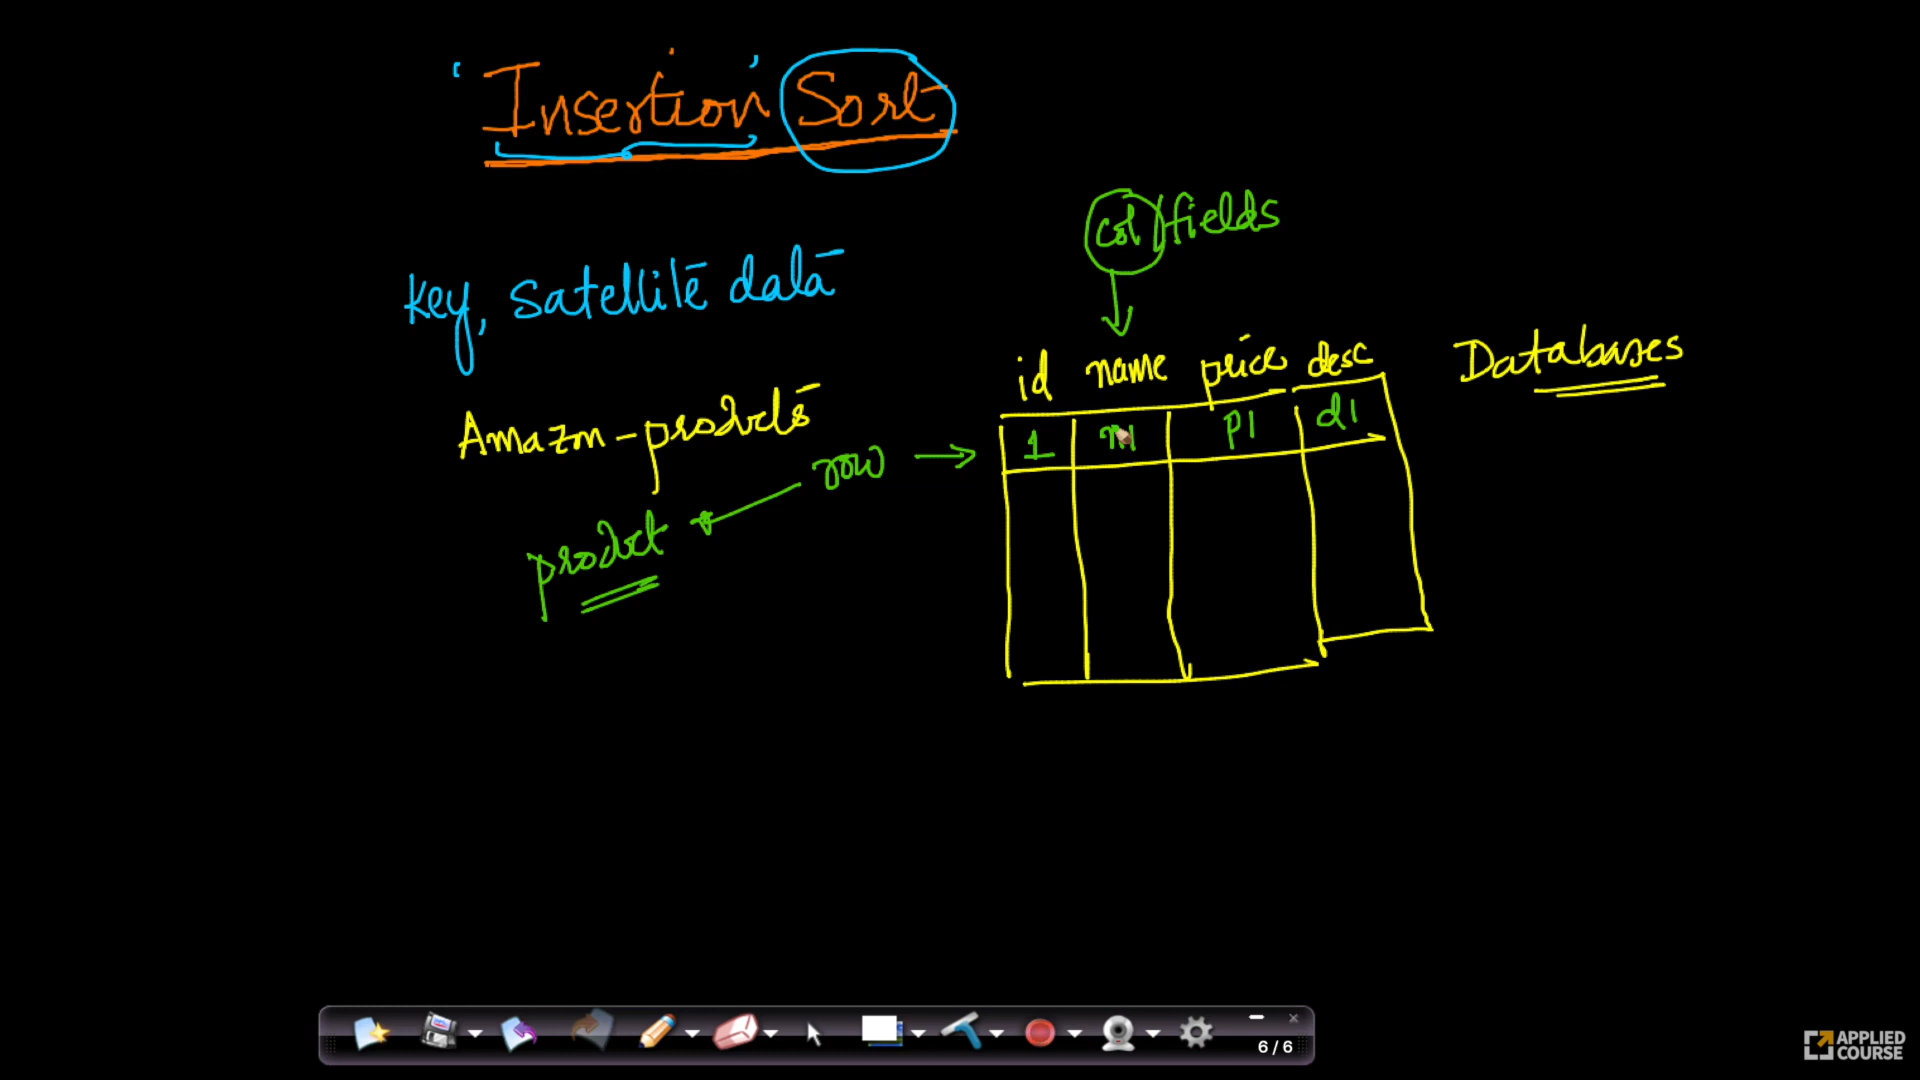 'Insertion' Sort
col/fields
key, satellite data
id name price desc
Databases
Amazon-products
1 n1 p1 d1
row
product
6/6
APPLIED
COURSE